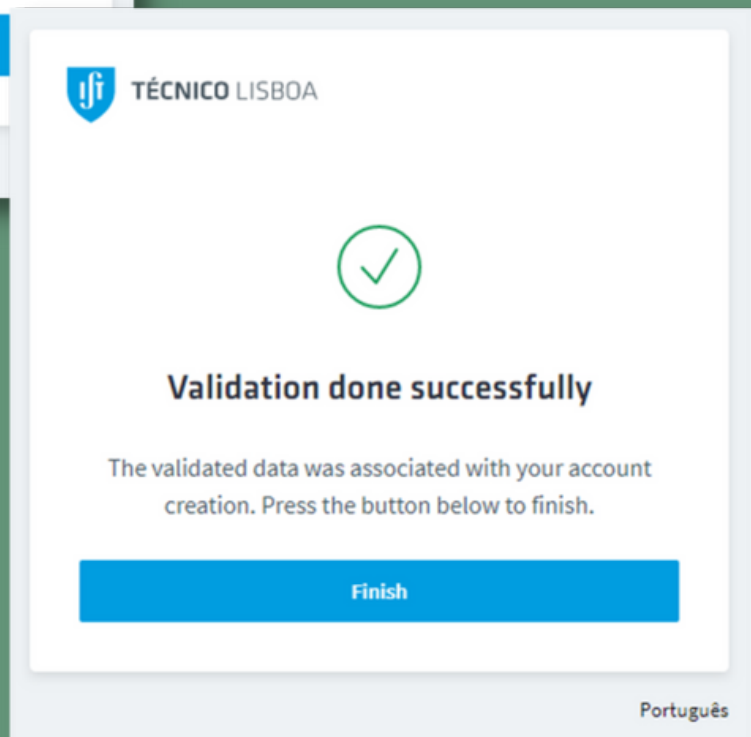 TÉCNICO LISBOA
Validation done successfully
The validated data was associated with your account
creation. Press the button below to finish.
Finish
Português